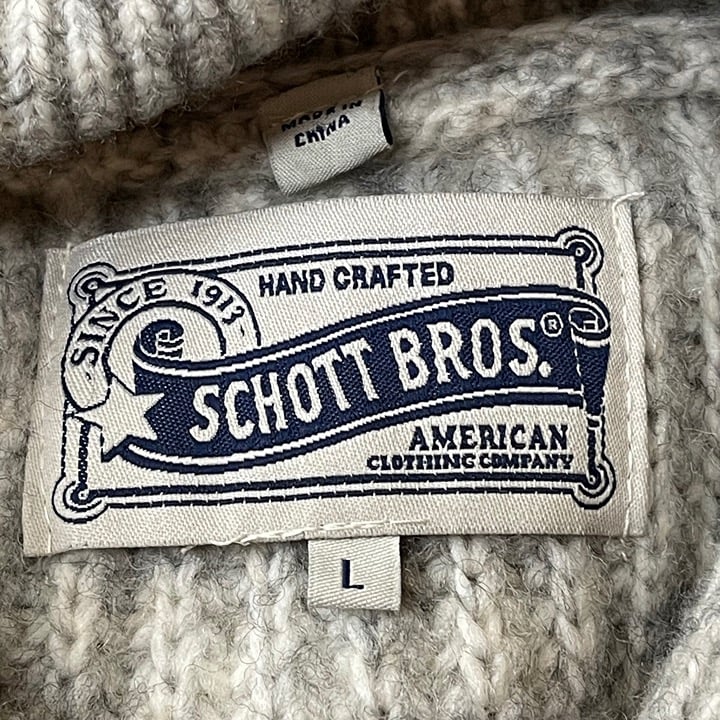 MADE IN
CHINA
HAND CRAFTED
SINCE 1913-
SCHOTT BROS.®
AMERICAN
CLOTHING COMPANY
L